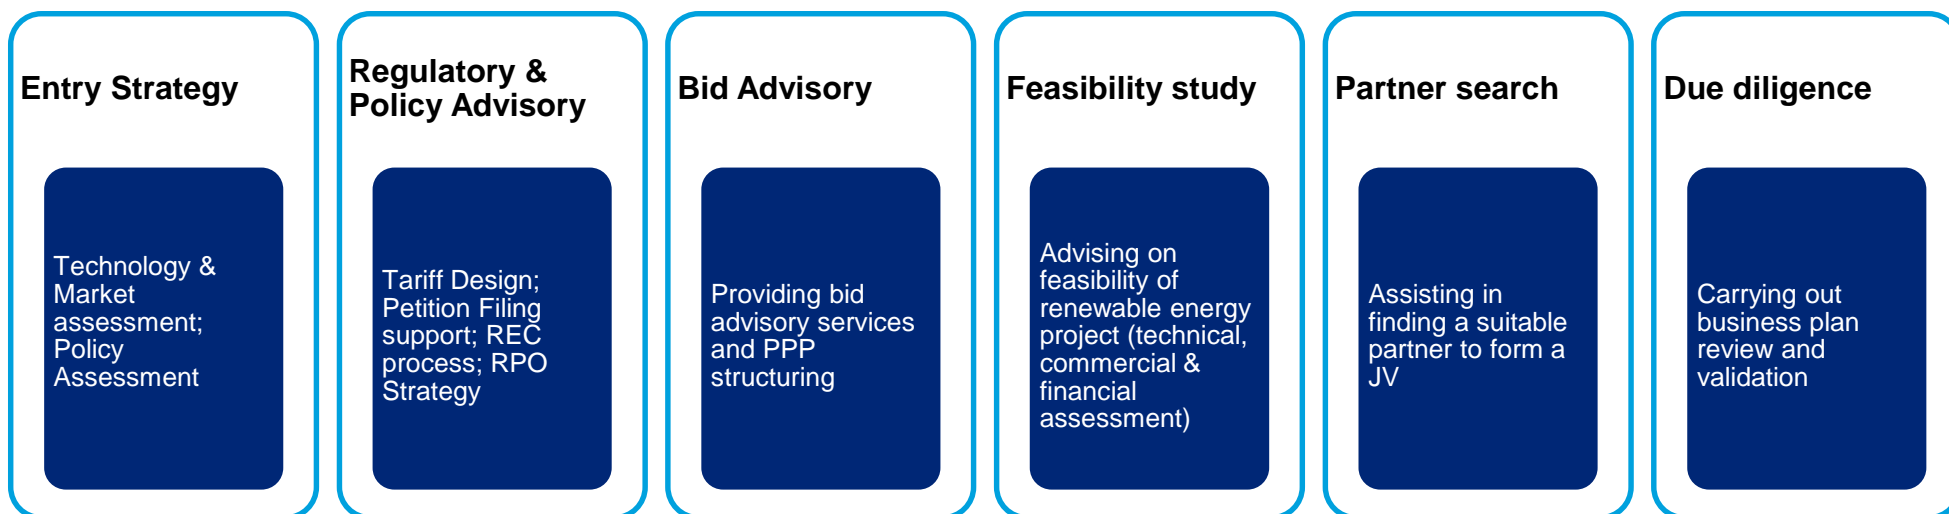 Entry Strategy
Technology &
Market
assessment;
Policy
Assessment
Regulatory &
Policy Advisory
Tariff Design;
Petition Filing
support; REC
process; RPO
Strategy
Bid Advisory
Providing bid
advisory services
and PPP
structuring
Feasibility study
Advising on
feasibility of
renewable energy
project (technical,
commercial &
financial
assessment)
Partner search
Assisting in
finding a suitable
partner to form a
JV
Due diligence
Carrying out
business plan
review and
validation